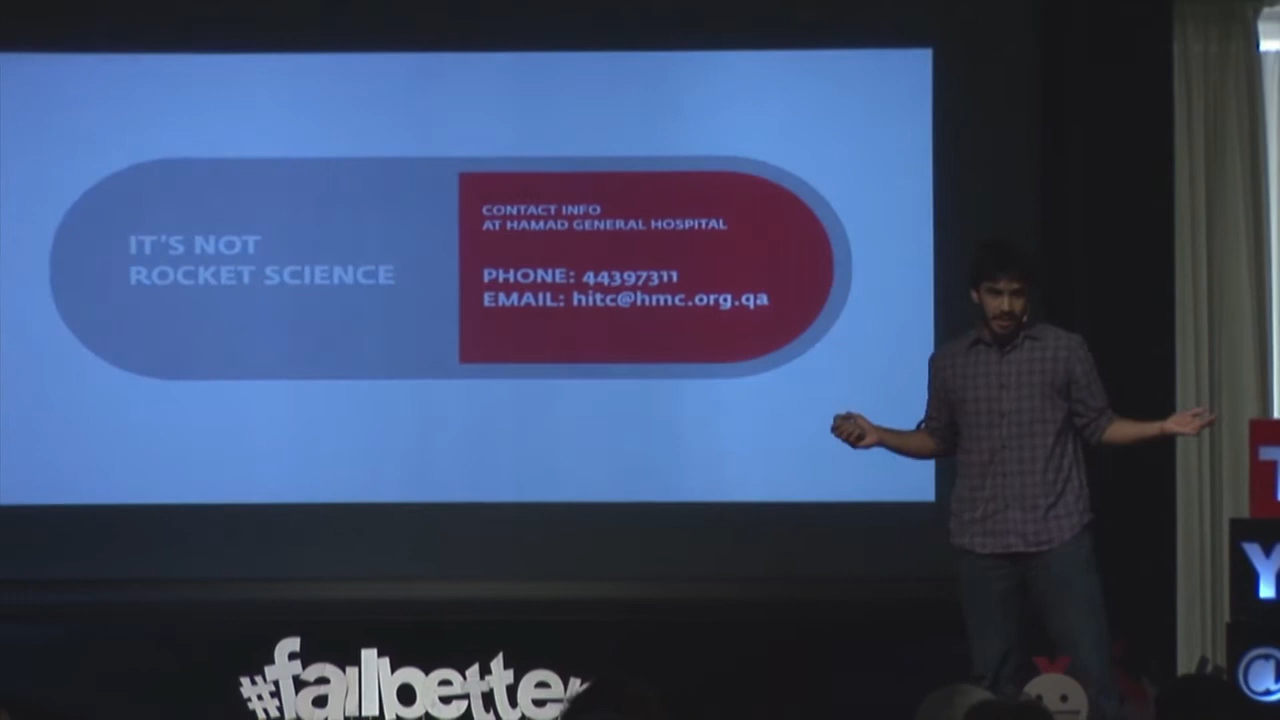 IT'S NOT
ROCKET SCIENCE
CONTACT INFO
AT HAMAD GENERAL HOSPITAL
PHONE: 44397311
EMAIL: hitc@hmc.org.qa
T
Y
@
#failbetter